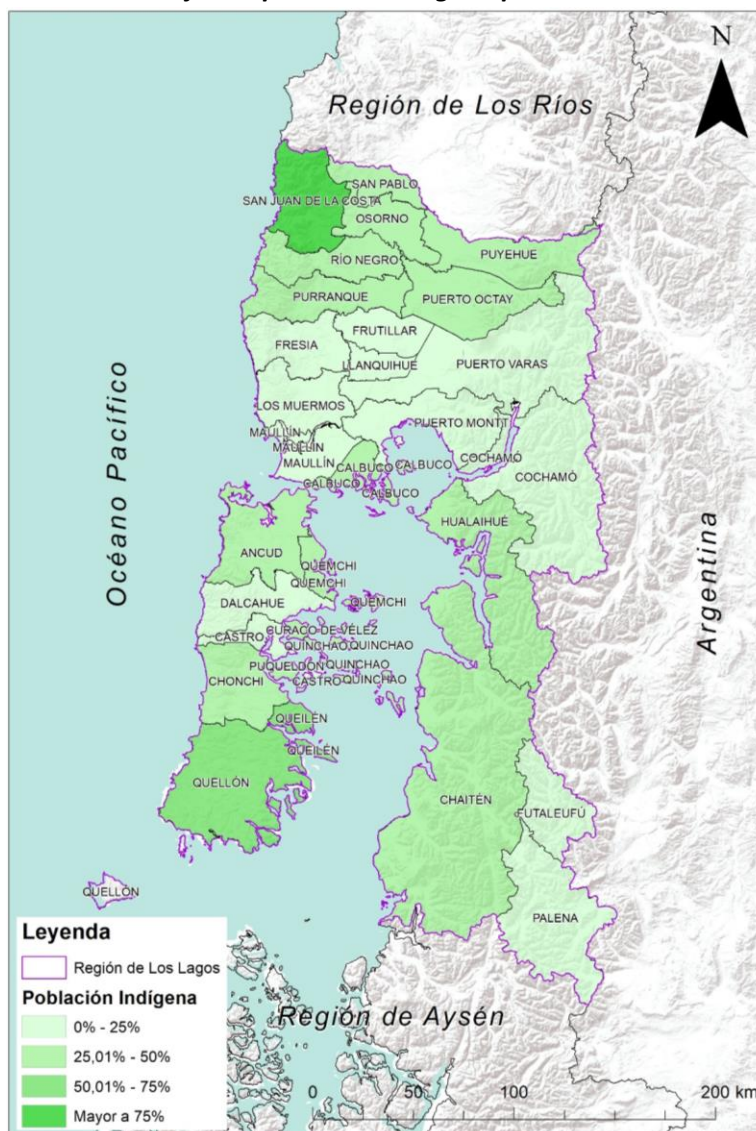 N
Región de Los Ríos
SAN PABLO
SAN JUAN DE LA COSTA
OSORNO
PUYEHUE
RÍO NEGRO
PURRANQUE
PUERTO OCTAY
FRUTILLAR
FRESIA
LLANQUIHUE
PUERTO VARAS
LOS MUERMOS
PUERTO MONTT
MAULLÍN
MAULLÍN
MAULLÍN
COCHAMÓ
CALBUCO
CALBUCO
CALBUCO
CALBUCO
COCHAMÓ
Océano Pacífico
Argentina
HUALAIHUÉ
ANCUD
QUEMCHI
QUEMCHI
QUEMCHI
DALCAHUE
CURACO DE VÉLEZ
CASTRO
QUINCHAO
QUINCHAO
PUQUELDÓN
QUINCHAO
CHONCHI
CASTRO
QUINCHAO
QUEILÉN
QUEILÉN
QUELLÓN
CHAITÉN
FUTALEUFÚ
QUELLÓN
PALENA
Leyenda
Región de Los Lagos
Población Indígena
0% - 25%
25,01% - 50%
50,01% - 75%
Mayor a 75%
Región de Aysén
0 50 100 200 km